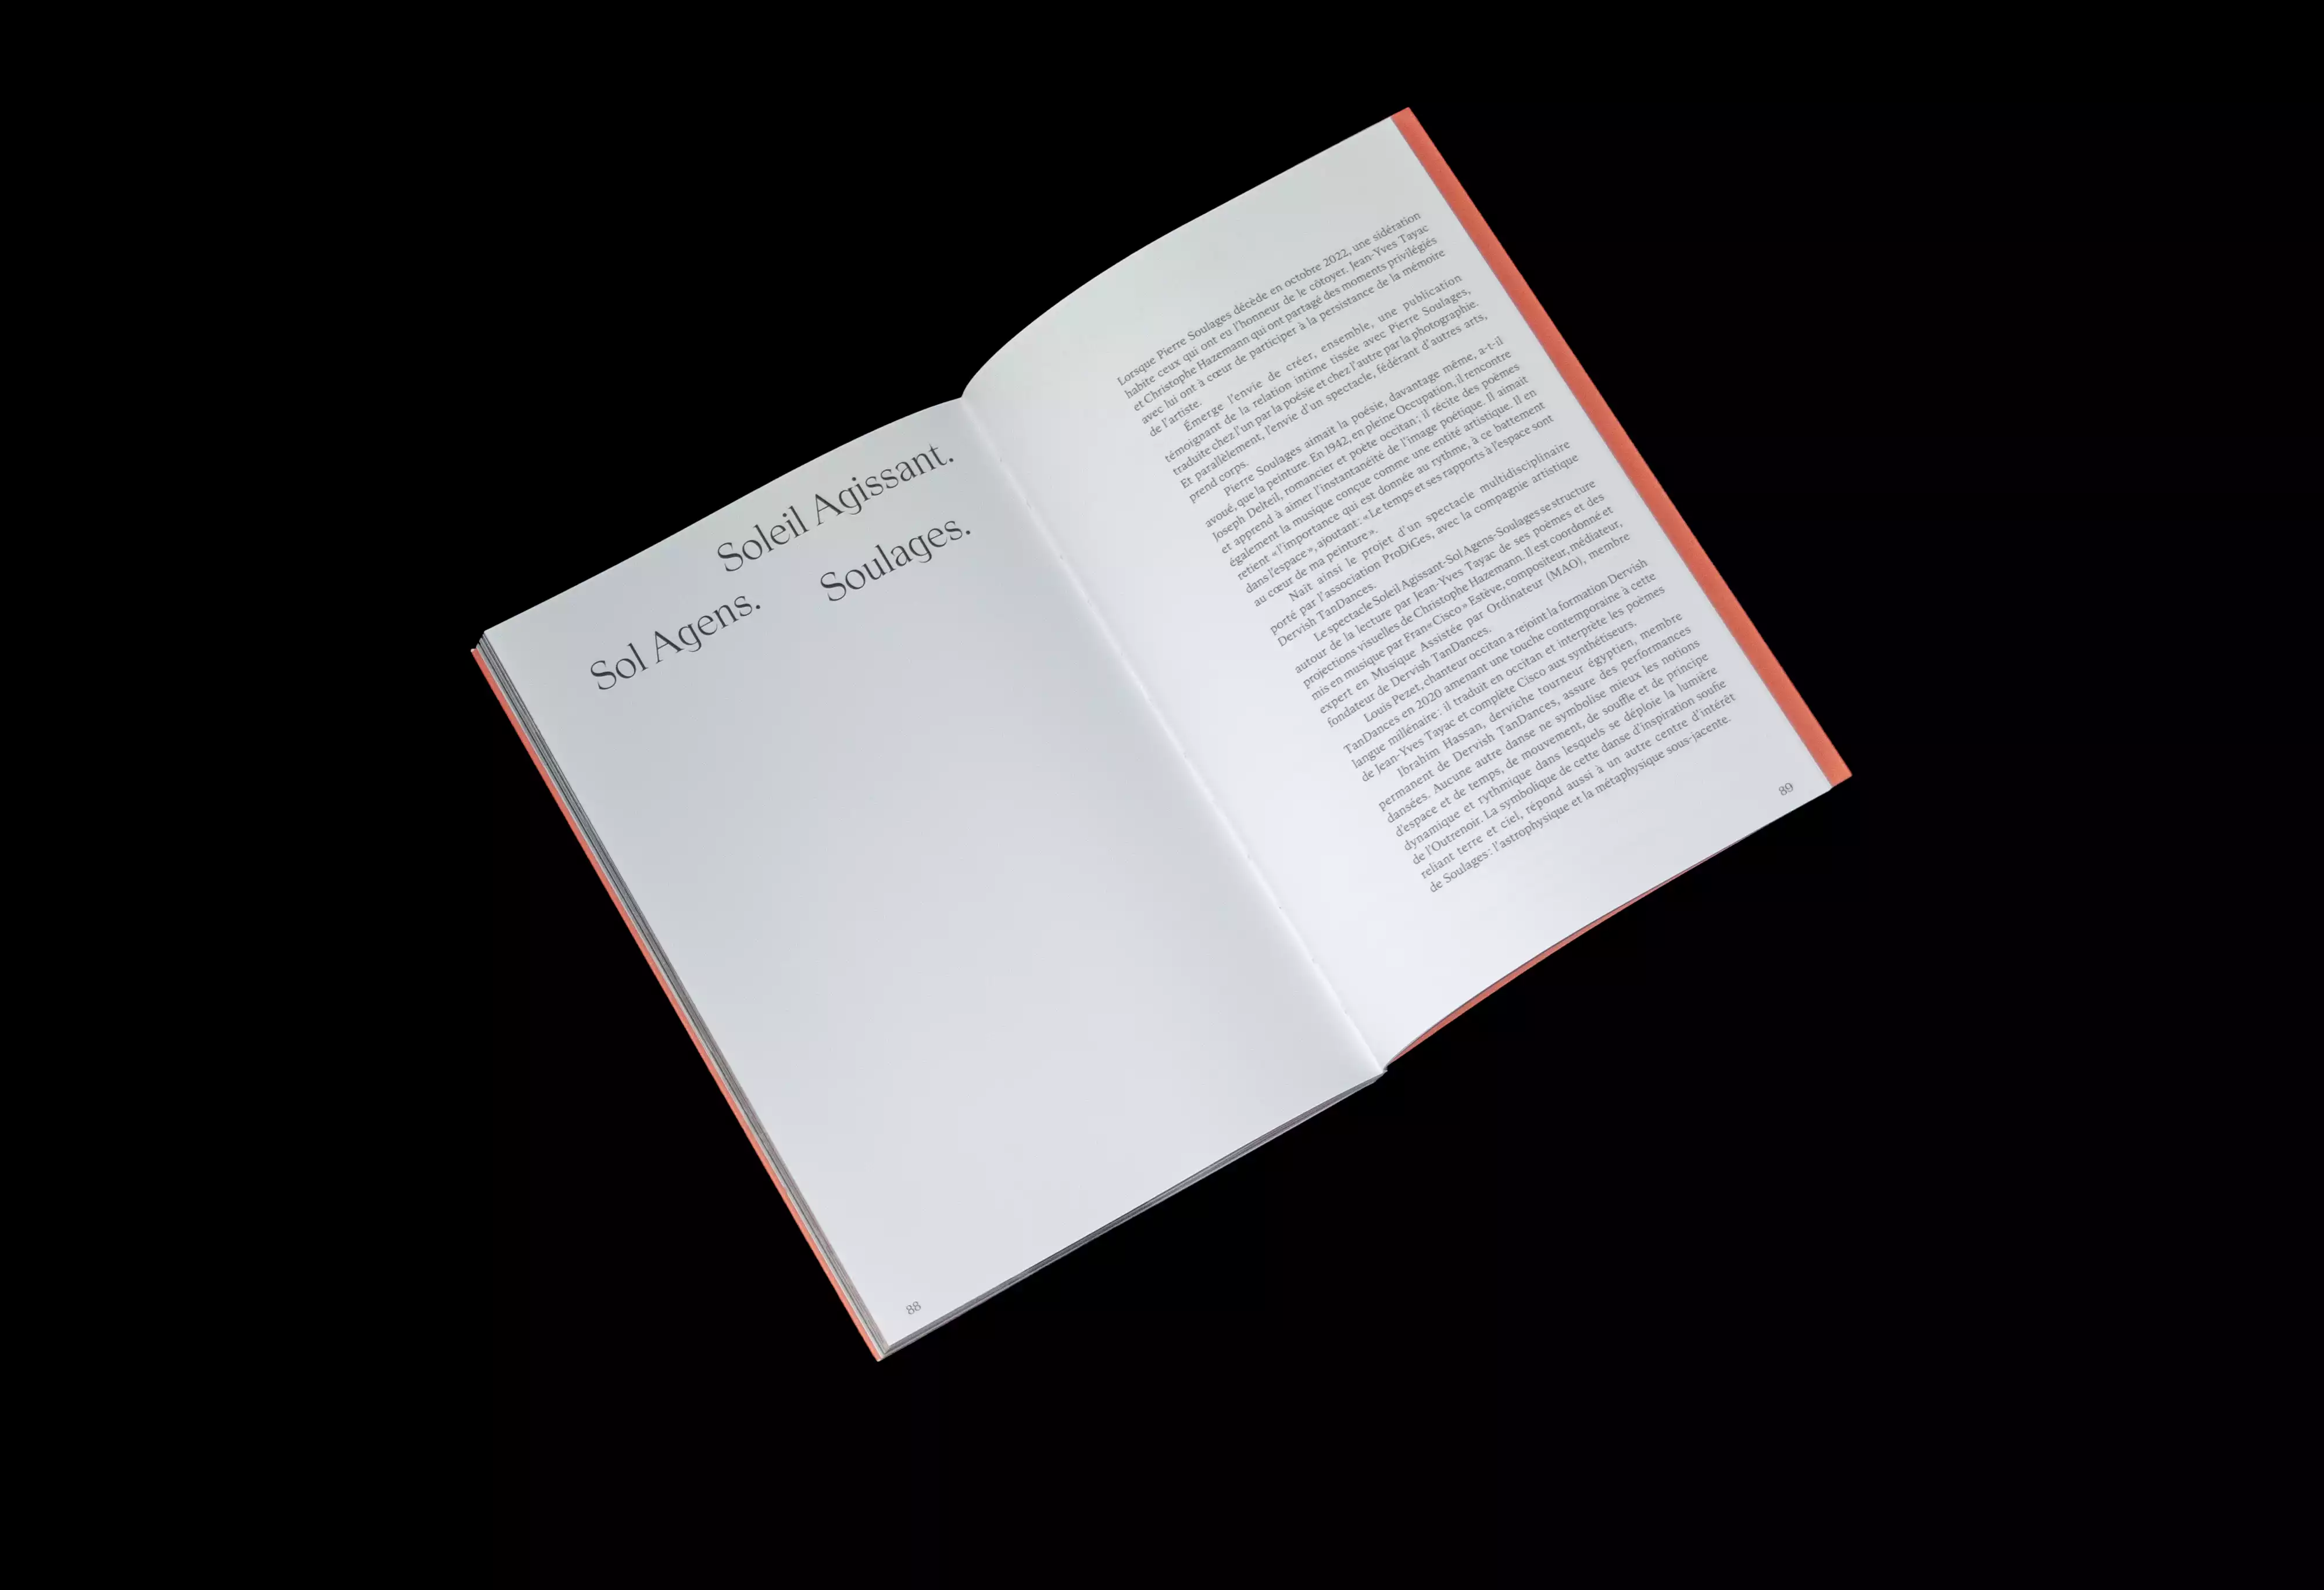 Soleil Agissant.
Sol Agens. Soulages.
88
Lorsque Pierre Soulages décède en octobre 2022, une sidération
habite ceux qui ont eu l'honneur de le côtoyer. Jean-Yves Tayac
et Christophe Hazemann qui ont partagé des moments privilégiés
avec lui ont à cœur de participer à la persistance de la mémoire
de l'artiste.
Émerge l'envie de créer, ensemble, une publication
témoignant de la relation intime tissée avec Pierre Soulages,
traduite chez l'un par la poésie et chez l'autre par la photographie.
Et parallèlement, l'envie d'un spectacle, fédérant d'autres arts,
prend corps.
Pierre Soulages aimait la poésie, davantage même, a-t-il
avoué, que la peinture. En 1942, en pleine Occupation, il rencontre
Joseph Delteil, romancier et poète occitan ; il récite des poèmes
et apprend à aimer l'instantanéité de l'image poétique. Il aimait
également la musique conçue comme une entité artistique. Il en
retient « l'importance qui est donnée au rythme, à ce battement
dans l'espace », ajoutant : « Le temps et ses rapports à l'espace sont
au cœur de ma peinture ».
Naît ainsi le projet d'un spectacle multidisciplinaire
porté par l'association ProDiGes, avec la compagnie artistique
Dervish TanDances.
Le spectacle Soleil Agissant-Sol Agens-Soulages se structure
autour de la lecture par Jean-Yves Tayac de ses poèmes et des
projections visuelles de Christophe Hazemann. Il est coordonné et
mis en musique par Fran« Cisco » Estève, compositeur, médiateur,
expert en Musique Assistée par Ordinateur (MAO), membre
fondateur de Dervish TanDances.
Louis Pezet, chanteur occitan a rejoint la formation Dervish
TanDances en 2020 amenant une touche contemporaine à cette
langue millénaire : il traduit en occitan et interprète les poèmes
de Jean-Yves Tayac et complète Cisco aux synthétiseurs.
Ibrahim Hassan, derviche tourneur égyptien, membre
permanent de Dervish TanDances, assure des performances
dansées. Aucune autre danse ne symbolise mieux les notions
d'espace et de temps, de mouvement, de souffle et de principe
dynamique et rythmique dans lesquels se déploie la lumière
de l'Outrenoir. La symbolique de cette danse d'inspiration soufie
reliant terre et ciel, répond aussi à un autre centre d'intérêt
de Soulages : l'astrophysique et la métaphysique sous-jacente.
89